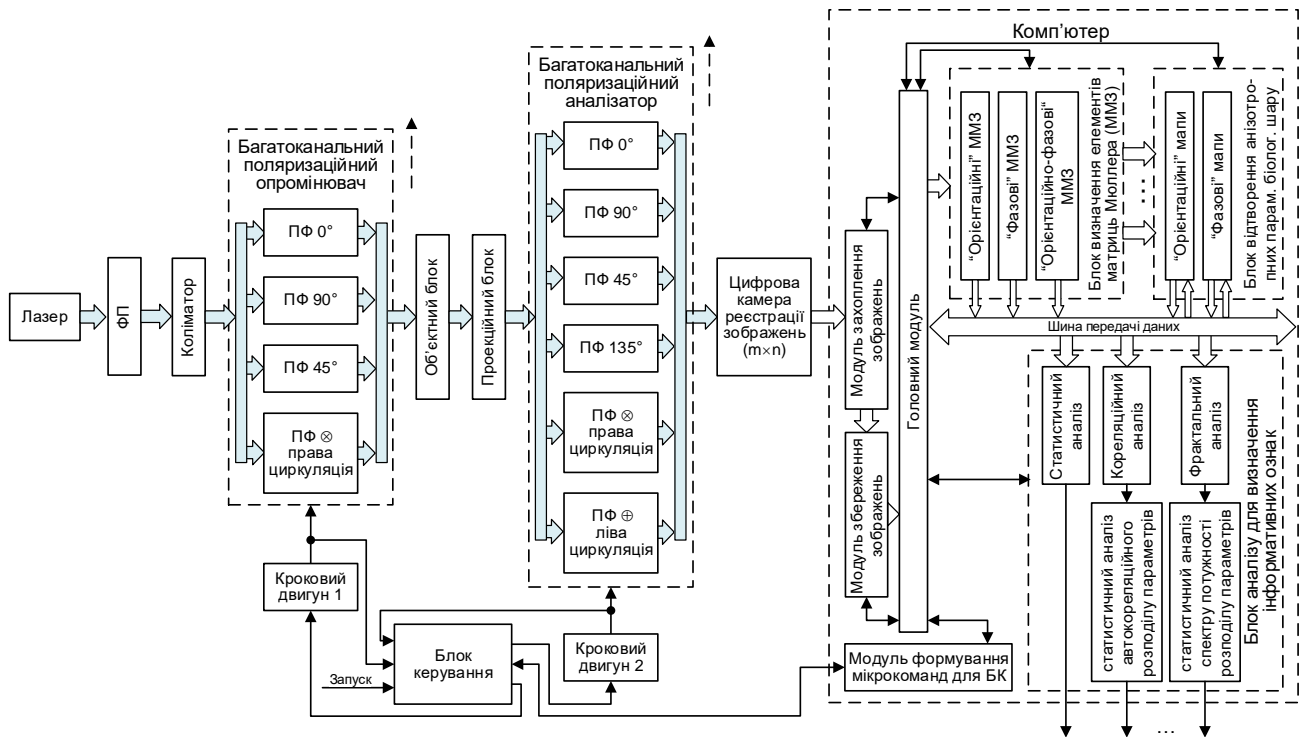 Лазер
ФП
Коліматор
Багатоканальний
поляризаційний
опромінювач
ПФ 0°
ПФ 90°
ПФ 45°
ПФ ⊗
права
циркуляція
Об’єктний блок
Проекційний блок
Багатоканальний
поляризаційний
аналізатор
ПФ 0°
ПФ 90°
ПФ 45°
ПФ 135°
ПФ ⊗
права
циркуляція
ПФ ⊕
ліва
циркуляція
Цифрова
камера
реєстрації
зображень
(m×n)
Кроковий
двигун 1
Блок
керування
Запуск
Кроковий
двигун 2
Комп’ютер
Модуль захоплення
зображень
Модуль збереження
зображень
Головний модуль
Модуль формування
мікрокоманд для БК
“Орієнтаційні” ММЗ
“Фазові” ММЗ
“Орієнтаційно-фазові“
ММЗ
Блок визначення елементів
матриць Мюллера (ММЗ)
...
“Орієнтаційні” мапи
“Фазові” мапи
Блок відтворення анізотро-
пних парам. біолог. шару
Шина передачі даних
Статистичний
аналіз
Кореляційний
аналіз
Фрактальний
аналіз
статистичний аналіз
автокореляційного
розподілу параметрів
статистичний аналіз
спектру потужності
розподілу параметрів
Блок аналізу для визначення
інформативних ознак
...